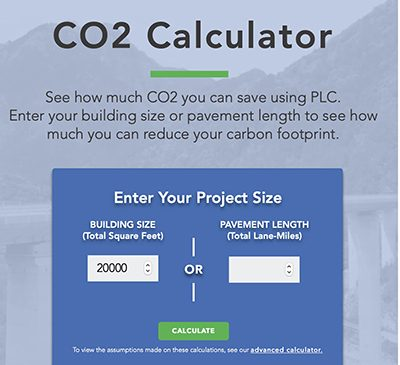 CO2 Calculator
See how much CO2 you can save using PLC.
Enter your building size or pavement length to see how
much you can reduce your carbon footprint.
Enter Your Project Size
BUILDING SIZE
(Total Square Feet)
PAVEMENT LENGTH
(Total Lane-Miles)
20000
OR
CALCULATE
To view the assumptions made on these calculations, see our advanced calculator.